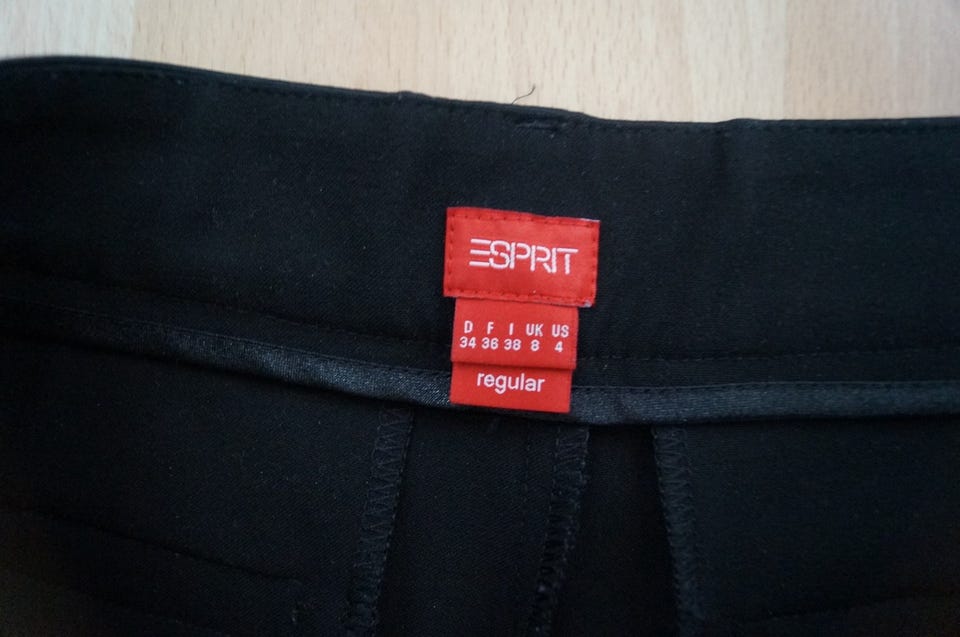 ESPRIT
D F I UK US
34 36 38 8 4
regular